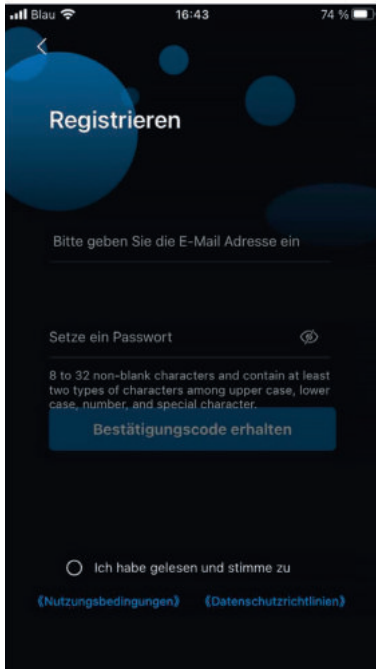 Blau 16:43 74 %
Registrieren
Bitte geben Sie die E-Mail Adresse ein
Setze ein Passwort
8 to 32 non-blank characters and contain at least
two types of characters among upper case, lower
case, number, and special character.
Bestätigungscode erhalten
Ich habe gelesen und stimme zu
《Nutzungsbedingungen》 《Datenschutzrichtlinien》